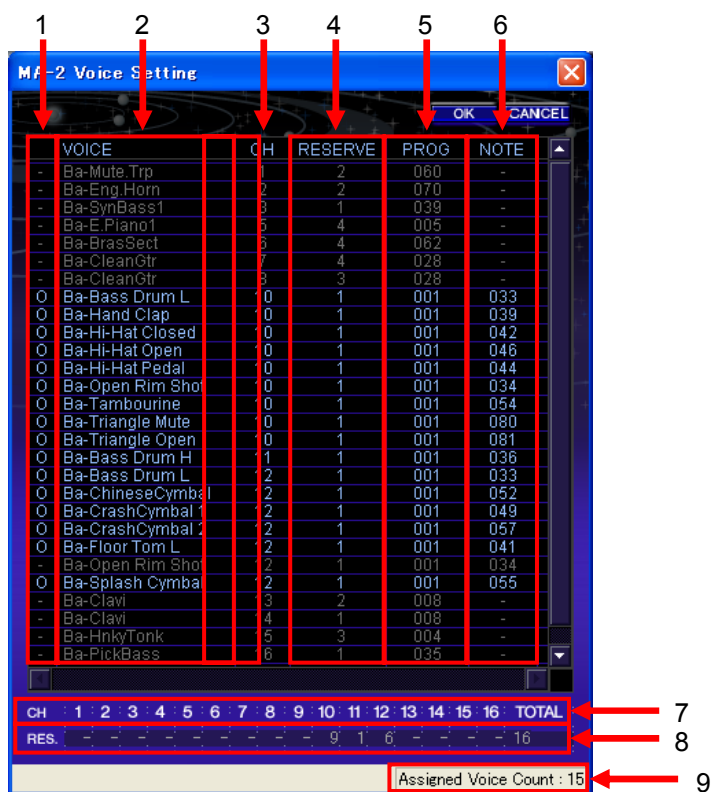 1 2 3 4 5 6
MA-2 Voice Setting
OK CANCEL
VOICE CH RESERVE PROG NOTE
- Ba-Mute.Trp 1 2 060 -
- Ba-Eng.Horn 2 2 070 -
- Ba-SynBass1 3 1 039 -
- Ba-E.Piano1 5 4 005 -
- Ba-BrasSect 6 4 062 -
- Ba-CleanGtr 7 4 028 -
- Ba-CleanGtr 8 3 028 -
O Ba-Bass Drum L 10 1 001 033
O Ba-Hand Clap 10 1 001 039
O Ba-Hi-Hat Closed 10 1 001 042
O Ba-Hi-Hat Open 10 1 001 046
O Ba-Hi-Hat Pedal 10 1 001 044
O Ba-Open Rim Shot 10 1 001 034
O Ba-Tambourine 10 1 001 054
O Ba-Triangle Mute 10 1 001 080
O Ba-Triangle Open 10 1 001 081
O Ba-Bass Drum H 11 1 001 036
O Ba-Bass Drum L 12 1 001 033
O Ba-ChineseCymbal 12 1 001 052
O Ba-CrashCymbal 1 12 1 001 049
O Ba-CrashCymbal 2 12 1 001 057
O Ba-Floor Tom L 12 1 001 041
- Ba-Open Rim Shot 12 1 001 034
O Ba-Splash Cymbal 12 1 001 055
- Ba-Clavi 13 2 008 -
- Ba-Clavi 14 1 008 -
- Ba-HnkyTonk 15 3 004 -
- Ba-PickBass 16 1 035 -
CH 1 2 3 4 5 6 7 8 9 10 11 12 13 14 15 16 TOTAL 7
RES. - - - - - - - - - 9 1 6 - - - - 16 8
Assigned Voice Count : 15 9